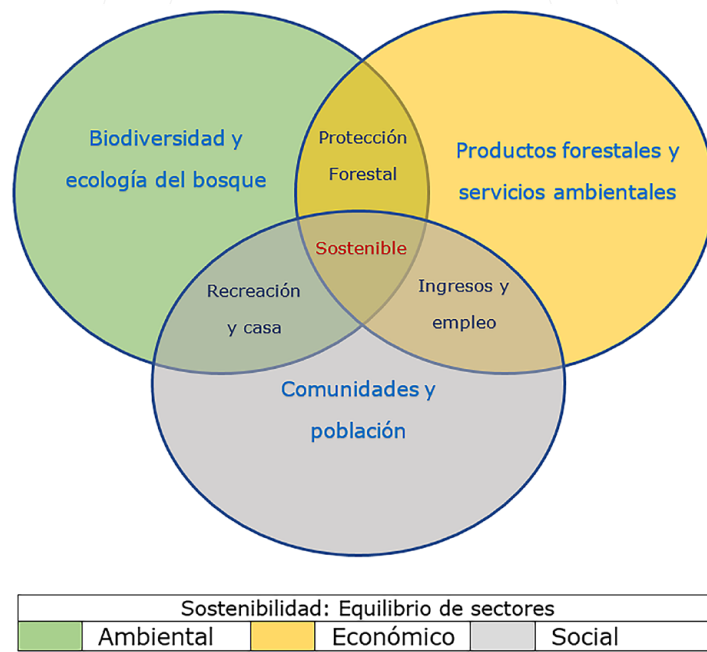 Biodiversidad y
ecología del bosque
Protección
Forestal
Productos forestales y
servicios ambientales
Sostenible
Recreación
y casa
Ingresos y
empleo
Comunidades y
población
Sostenibilidad: Equilibrio de sectores
Ambiental Económico Social